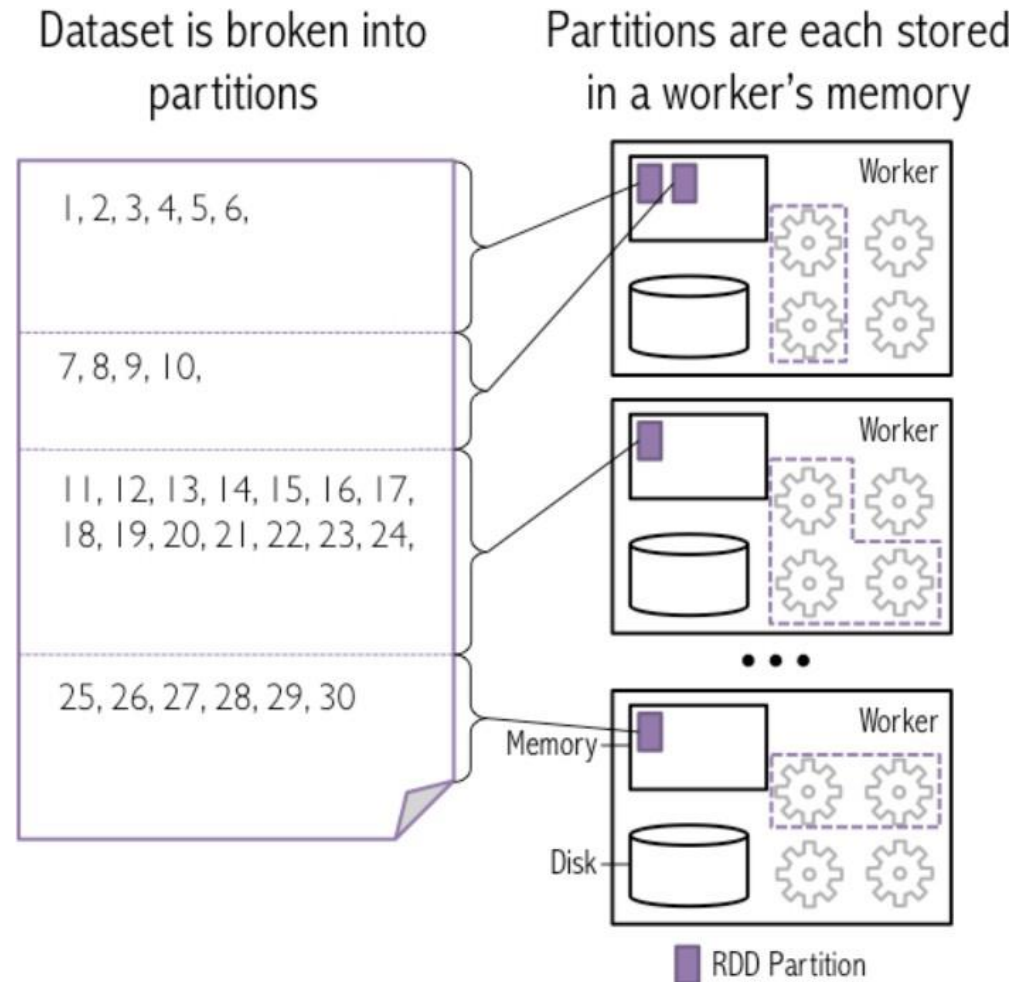 Dataset is broken into
partitions
Partitions are each stored
in a worker's memory
1, 2, 3, 4, 5, 6,
7, 8, 9, 10,
11, 12, 13, 14, 15, 16, 17,
18, 19, 20, 21, 22, 23, 24,
25, 26, 27, 28, 29, 30
Worker
Worker
• • •
Worker
Memory
Disk
RDD Partition